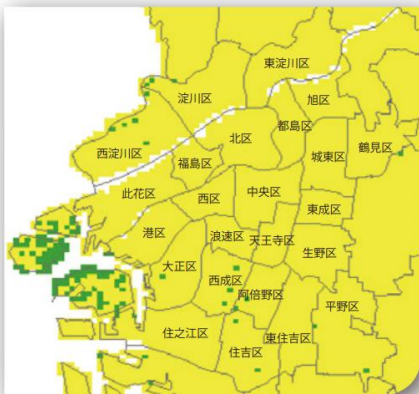 東淀川区
淀川区
旭区
北区
都島区
鶴見区
西淀川区
城東区
福島区
此花区
西区
中央区
東成区
港区
浪速区
天王寺区
生野区
大正区
西成区
阿倍野区
平野区
住之江区
住吉区
東住吉区